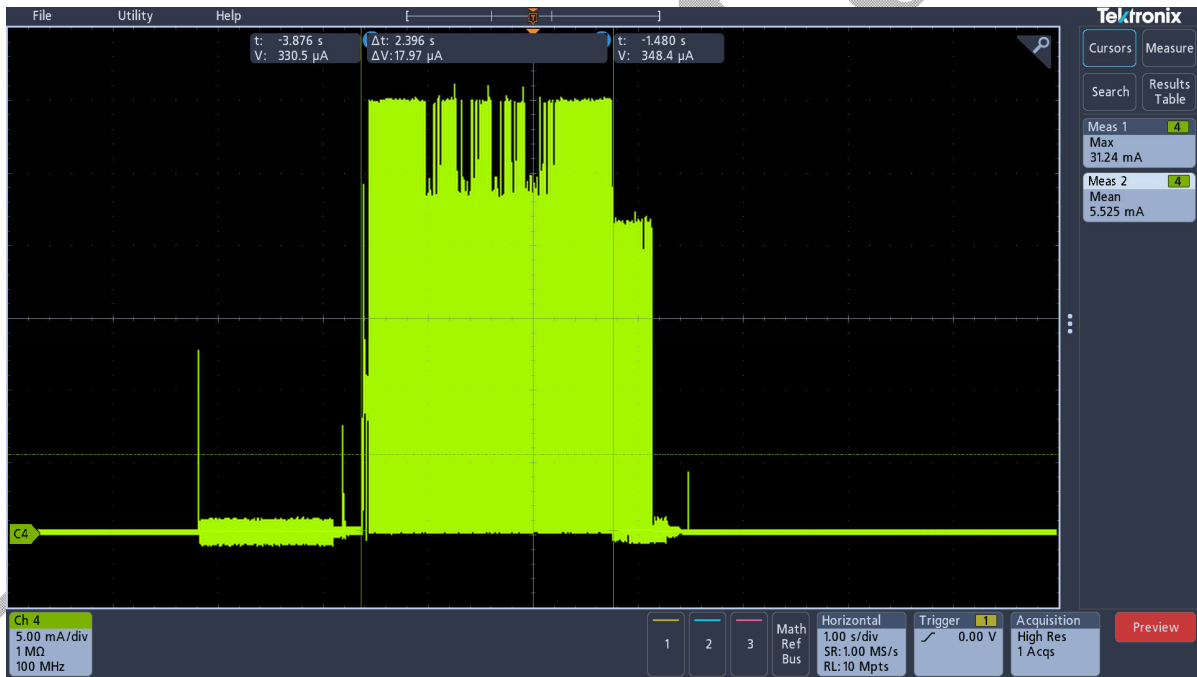 File Utility Help
Tektronix
t: -3.876 s
V: 330.5 µA
Δt: 2.396 s
ΔV:17.97 µA
t: -1.480 s
V: 348.4 µA
T
Cursors
Measure
Search
Results
Table
Meas 1 4
Max
31.24 mA
Meas 2 4
Mean
5.525 mA
C4
Ch 4
5.00 mA/div
1 MΩ
100 MHz
1
2
3
Math
Ref
Bus
Horizontal
1.00 s/div
SR:1.00 MS/s
RL:10 Mpts
Trigger 1
0.00 V
Acquisition
High Res
1 Acqs
Preview